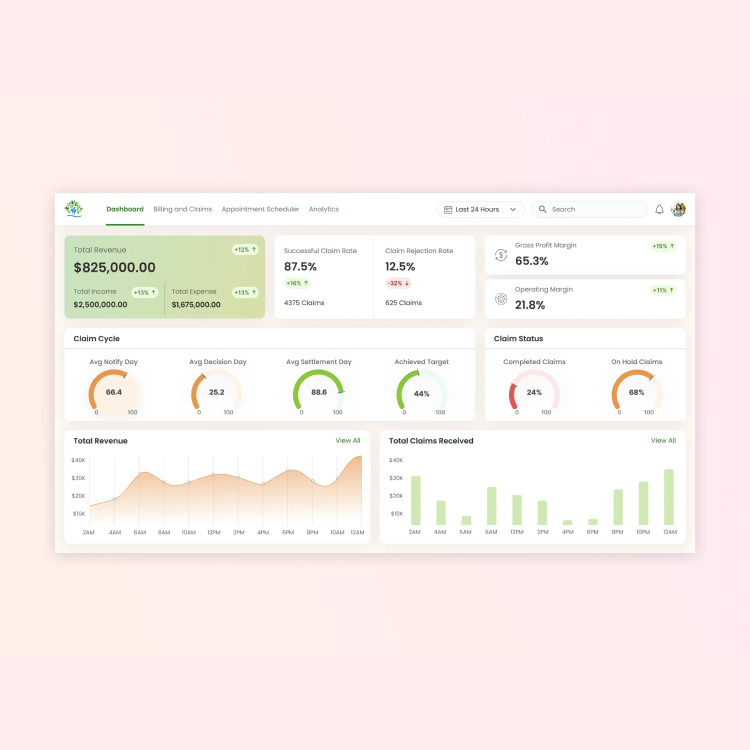 Dashboard
Billing and Claims
Appointment Scheduler
Analytics
Last 24 Hours
Search
Total Revenue
+12% ↑
$825,000.00
Total Income
+13% ↑
$2,500,000.00
Total Expense
+13% ↑
$1,675,000.00
Successful Claim Rate
87.5%
+16% ↑
4375 Claims
Claim Rejection Rate
12.5%
-32% ↓
625 Claims
Gross Profit Margin
+15% ↑
65.3%
Operating Margin
+11% ↑
21.8%
Claim Cycle
Avg Notify Day
66.4
0 100
Avg Decision Day
25.2
0 100
Avg Settlement Day
88.6
0 100
Achieved Target
44%
0 100
Claim Status
Completed Claims
24%
0 100
On Hold Claims
68%
0 100
Total Revenue
View All
$40K
$30K
$20K
$10K
2AM 4AM 6AM 8AM 10AM 12PM 2PM 4PM 6PM 8PM 10AM 12AM
Total Claims Received
View All
$40K
$30K
$20K
$10K
2AM 4AM 6AM 8AM 12PM 2PM 4PM 6PM 8PM 10PM 12AM